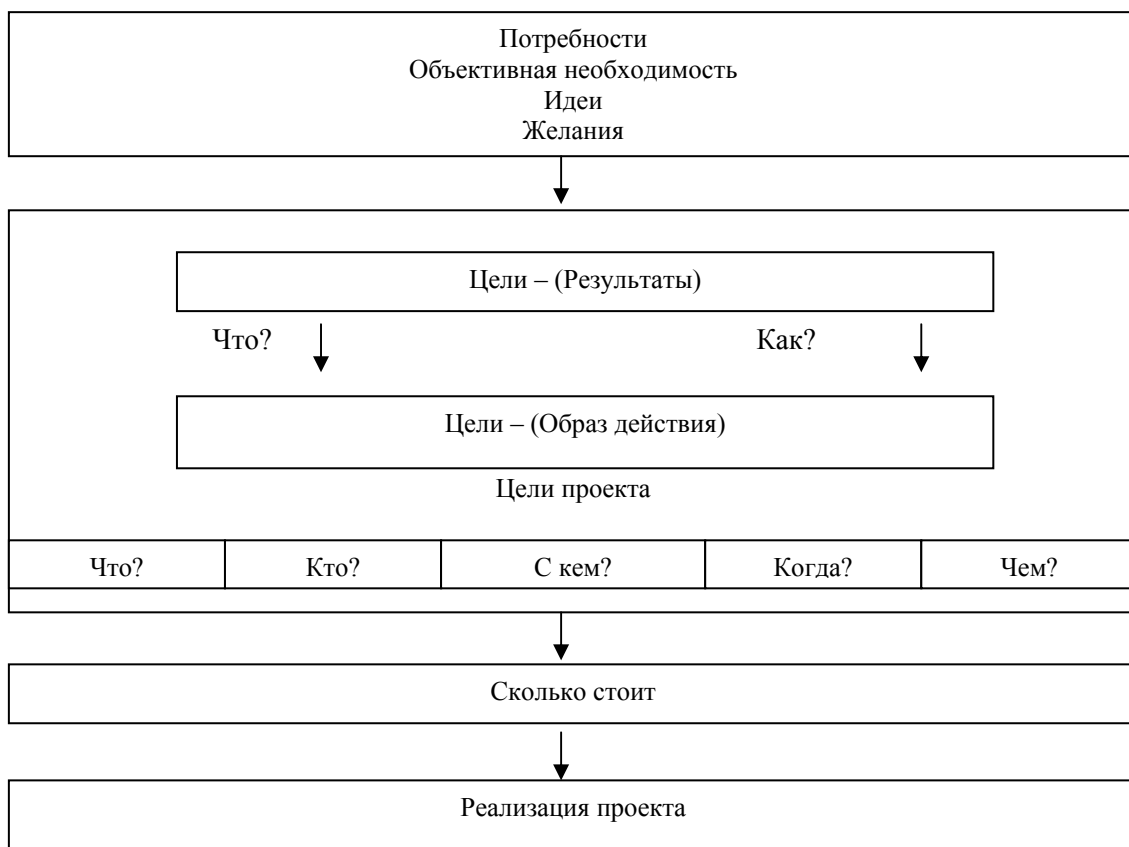 Потребности
Объективная необходимость
Идеи
Желания
Цели – (Результаты)
Что? Как?
Цели – (Образ действия)
Цели проекта
Что? Кто? С кем? Когда? Чем?
Сколько стоит
Реализация проекта